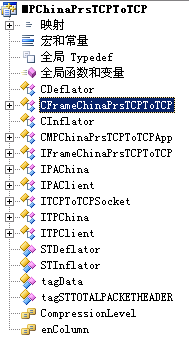 MPChinaPrsTCPToTCP
映射
宏和常量
全局 Typedef
全局函数和变量
CDeflator
CFrameChinaPrsTCPToTCP
CInflator
CMPChinaPrsTCPToTCPApp
IFrameChinaPrsTCPToTCP
IPAChina
IPAClient
ITCPToTCPSocket
ITPChina
ITPClient
STDeflator
STInflator
tagData
tagSTTOTALPACKETHEADER
CompressionLevel
enColumn